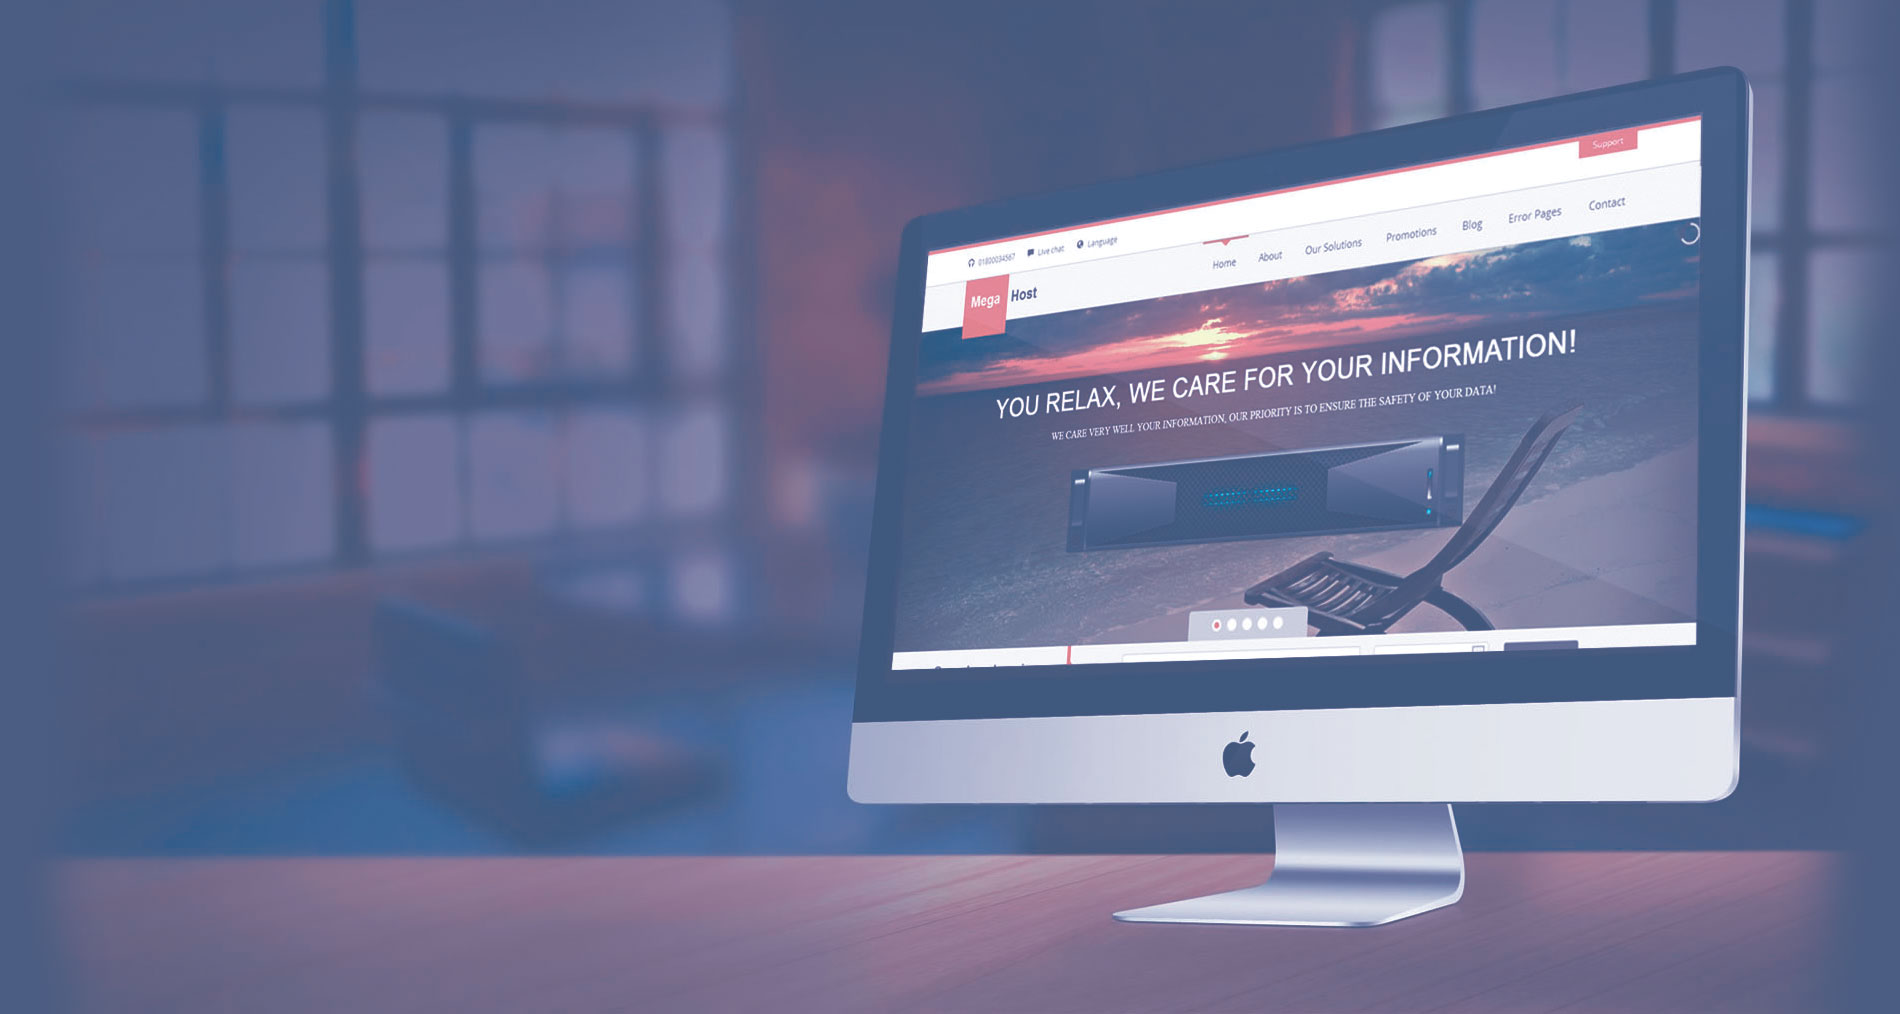 Support
01800034567 Live chat Language
Home About Our Solutions Promotions Blog Error Pages Contact
Mega Host
YOU RELAX, WE CARE FOR YOUR INFORMATION!
WE CARE VERY WELL YOUR INFORMATION, OUR PRIORITY IS TO ENSURE THE SAFETY OF YOUR DATA!